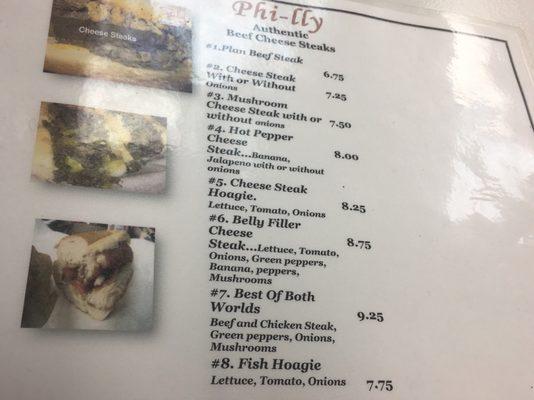 Phi-lly
Authentic
Beef Cheese Steaks
Cheese Steaks
#1.Plan Beef Steak 6.75
#2. Cheese Steak
With or Without 7.25
Onions
#3. Mushroom
Cheese Steak with or 7.50
without onions
#4. Hot Pepper
Cheese 8.00
Steak...Banana,
Jalapeno with or without
onions
#5. Cheese Steak
Hoagie. 8.25
Lettuce, Tomato, Onions
#6. Belly Filler
Cheese 8.75
Steak...Lettuce, Tomato,
Onions, Green peppers,
Banana, peppers,
Mushrooms
#7. Best Of Both
Worlds 9.25
Beef and Chicken Steak,
Green peppers, Onions,
Mushrooms
#8. Fish Hoagie
Lettuce, Tomato, Onions 7.75